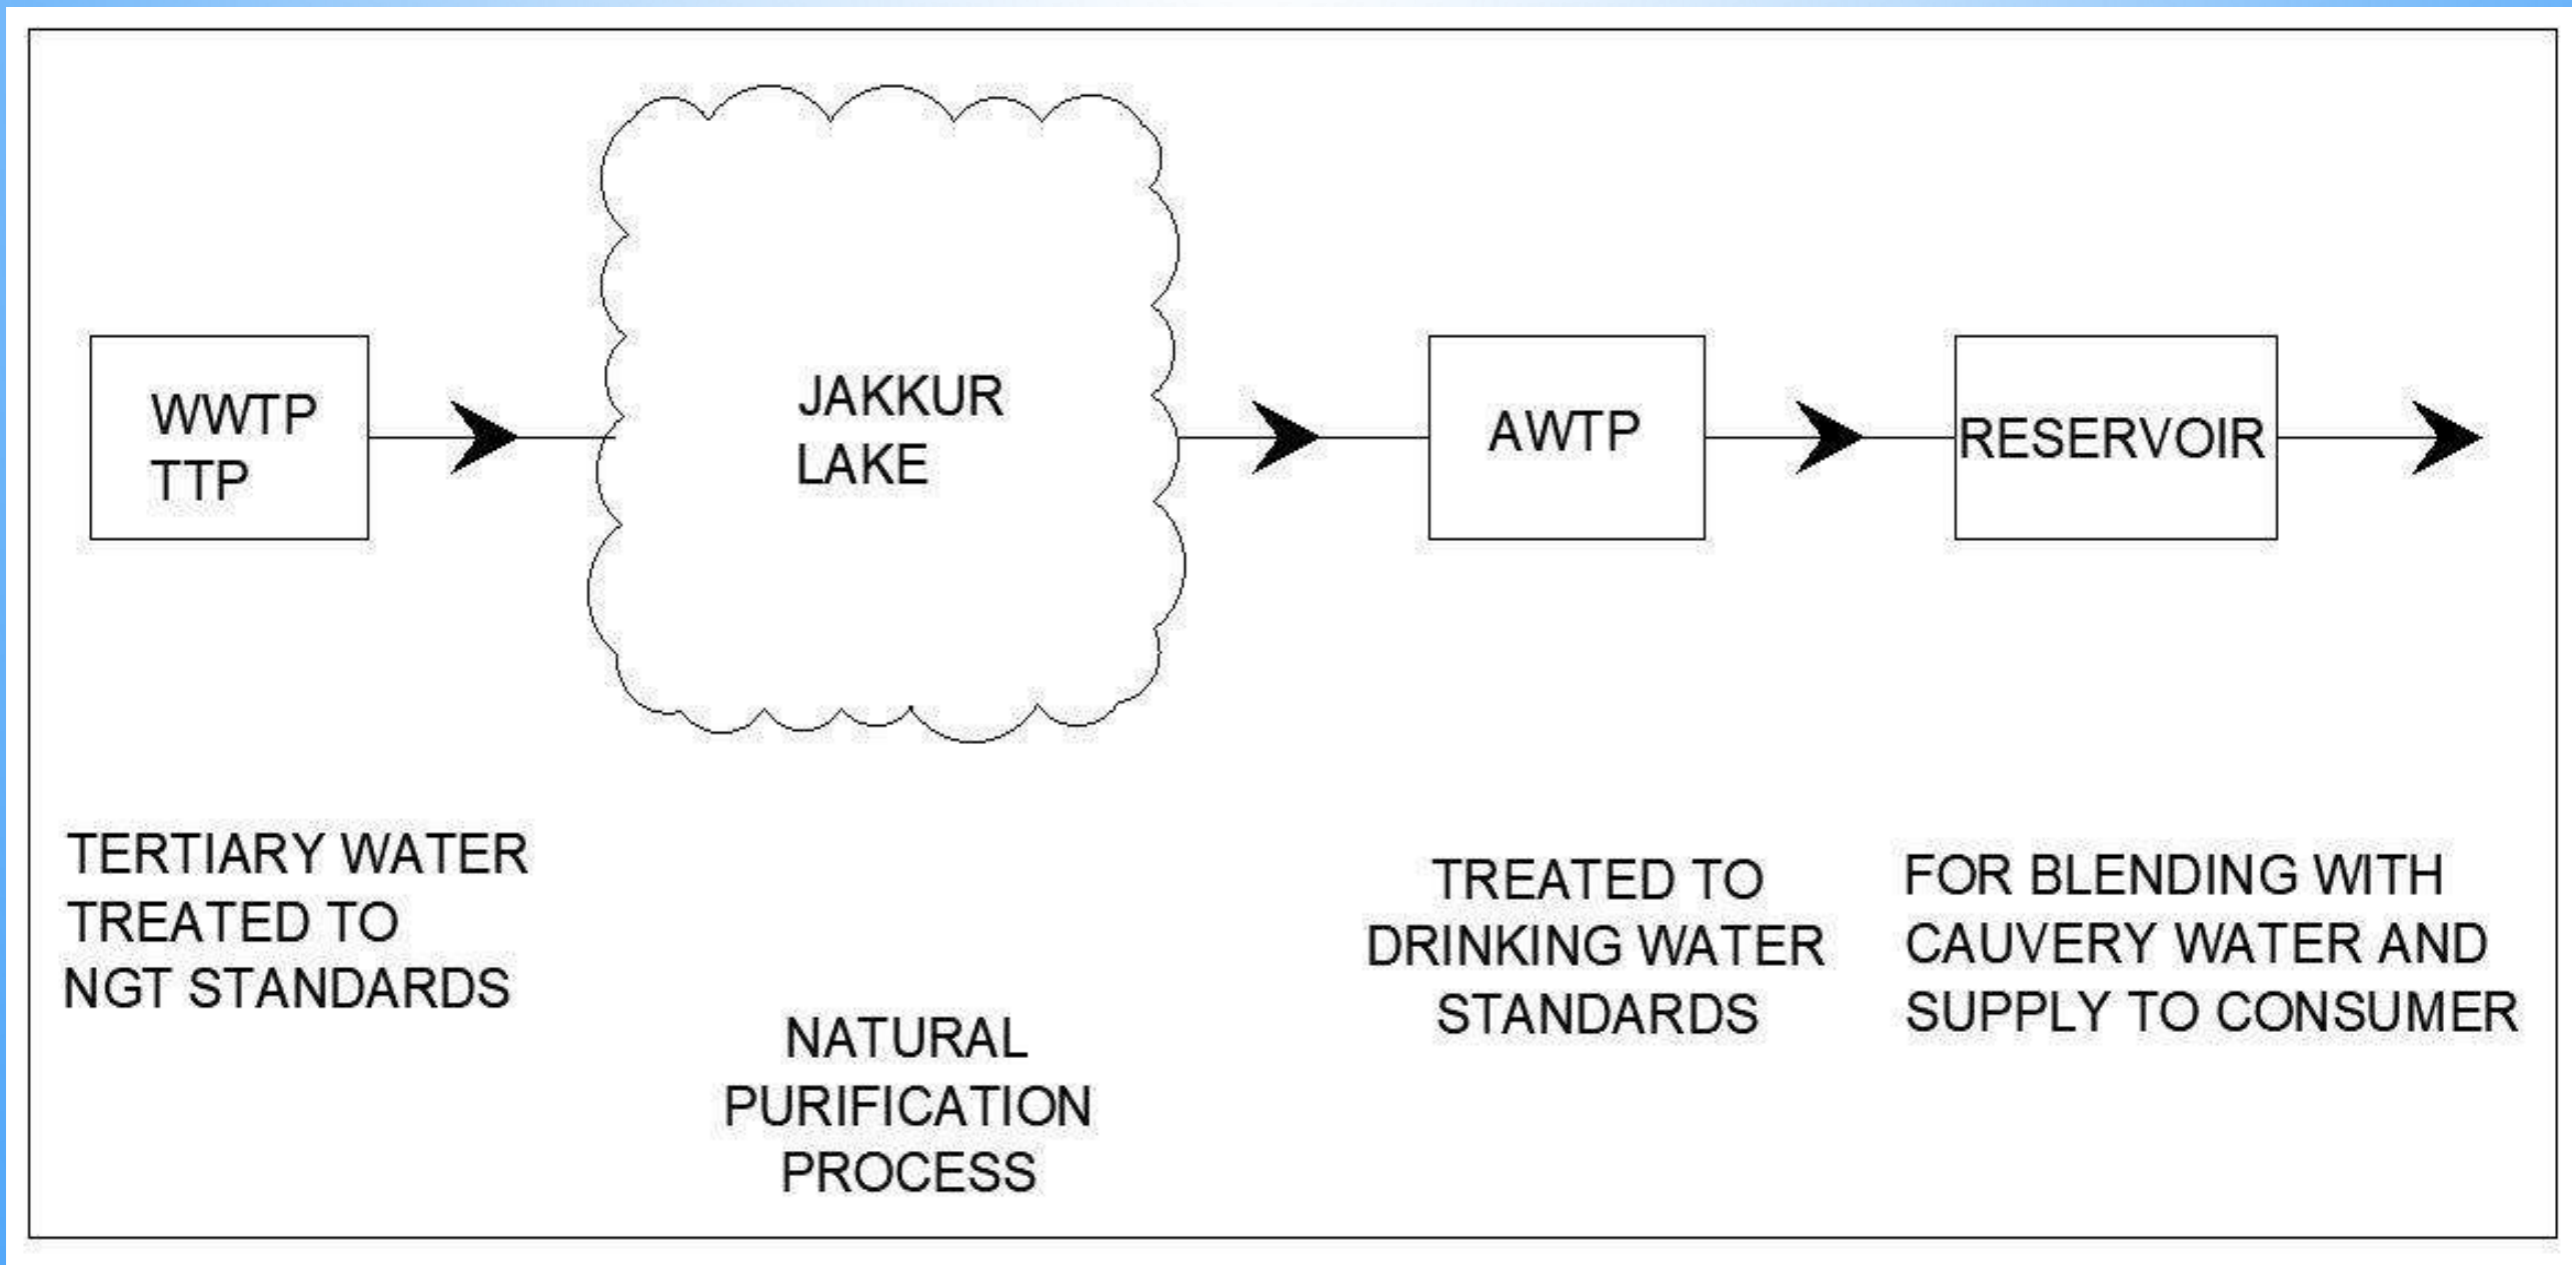 WWTP
TTP
JAKKUR
LAKE
AWTP
RESERVOIR
TERTIARY WATER
TREATED TO
NGT STANDARDS
NATURAL
PURIFICATION
PROCESS
TREATED TO
DRINKING WATER
STANDARDS
FOR BLENDING WITH
CAUVERY WATER AND
SUPPLY TO CONSUMER